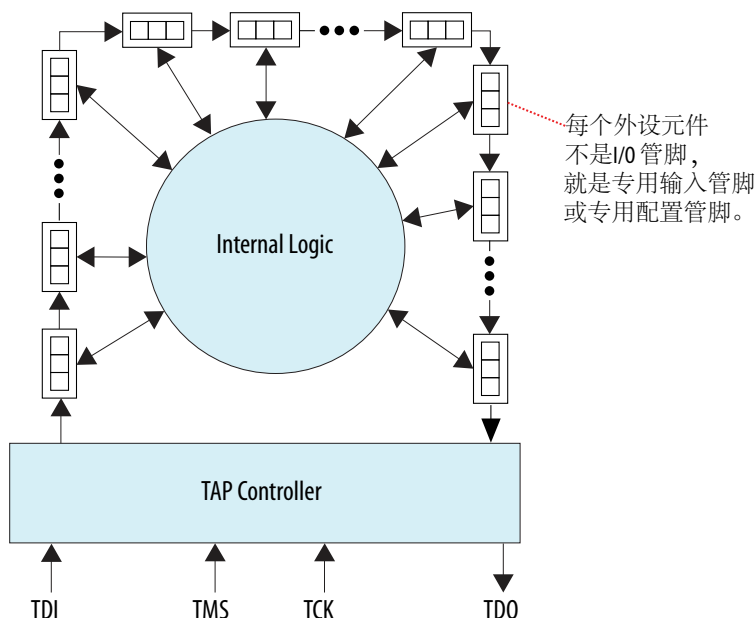 每个外设元件
不是I/O 管脚，
就是专用输入管脚
或专用配置管脚。
Internal Logic
TAP Controller
TDI
TMS
TCK
TDO